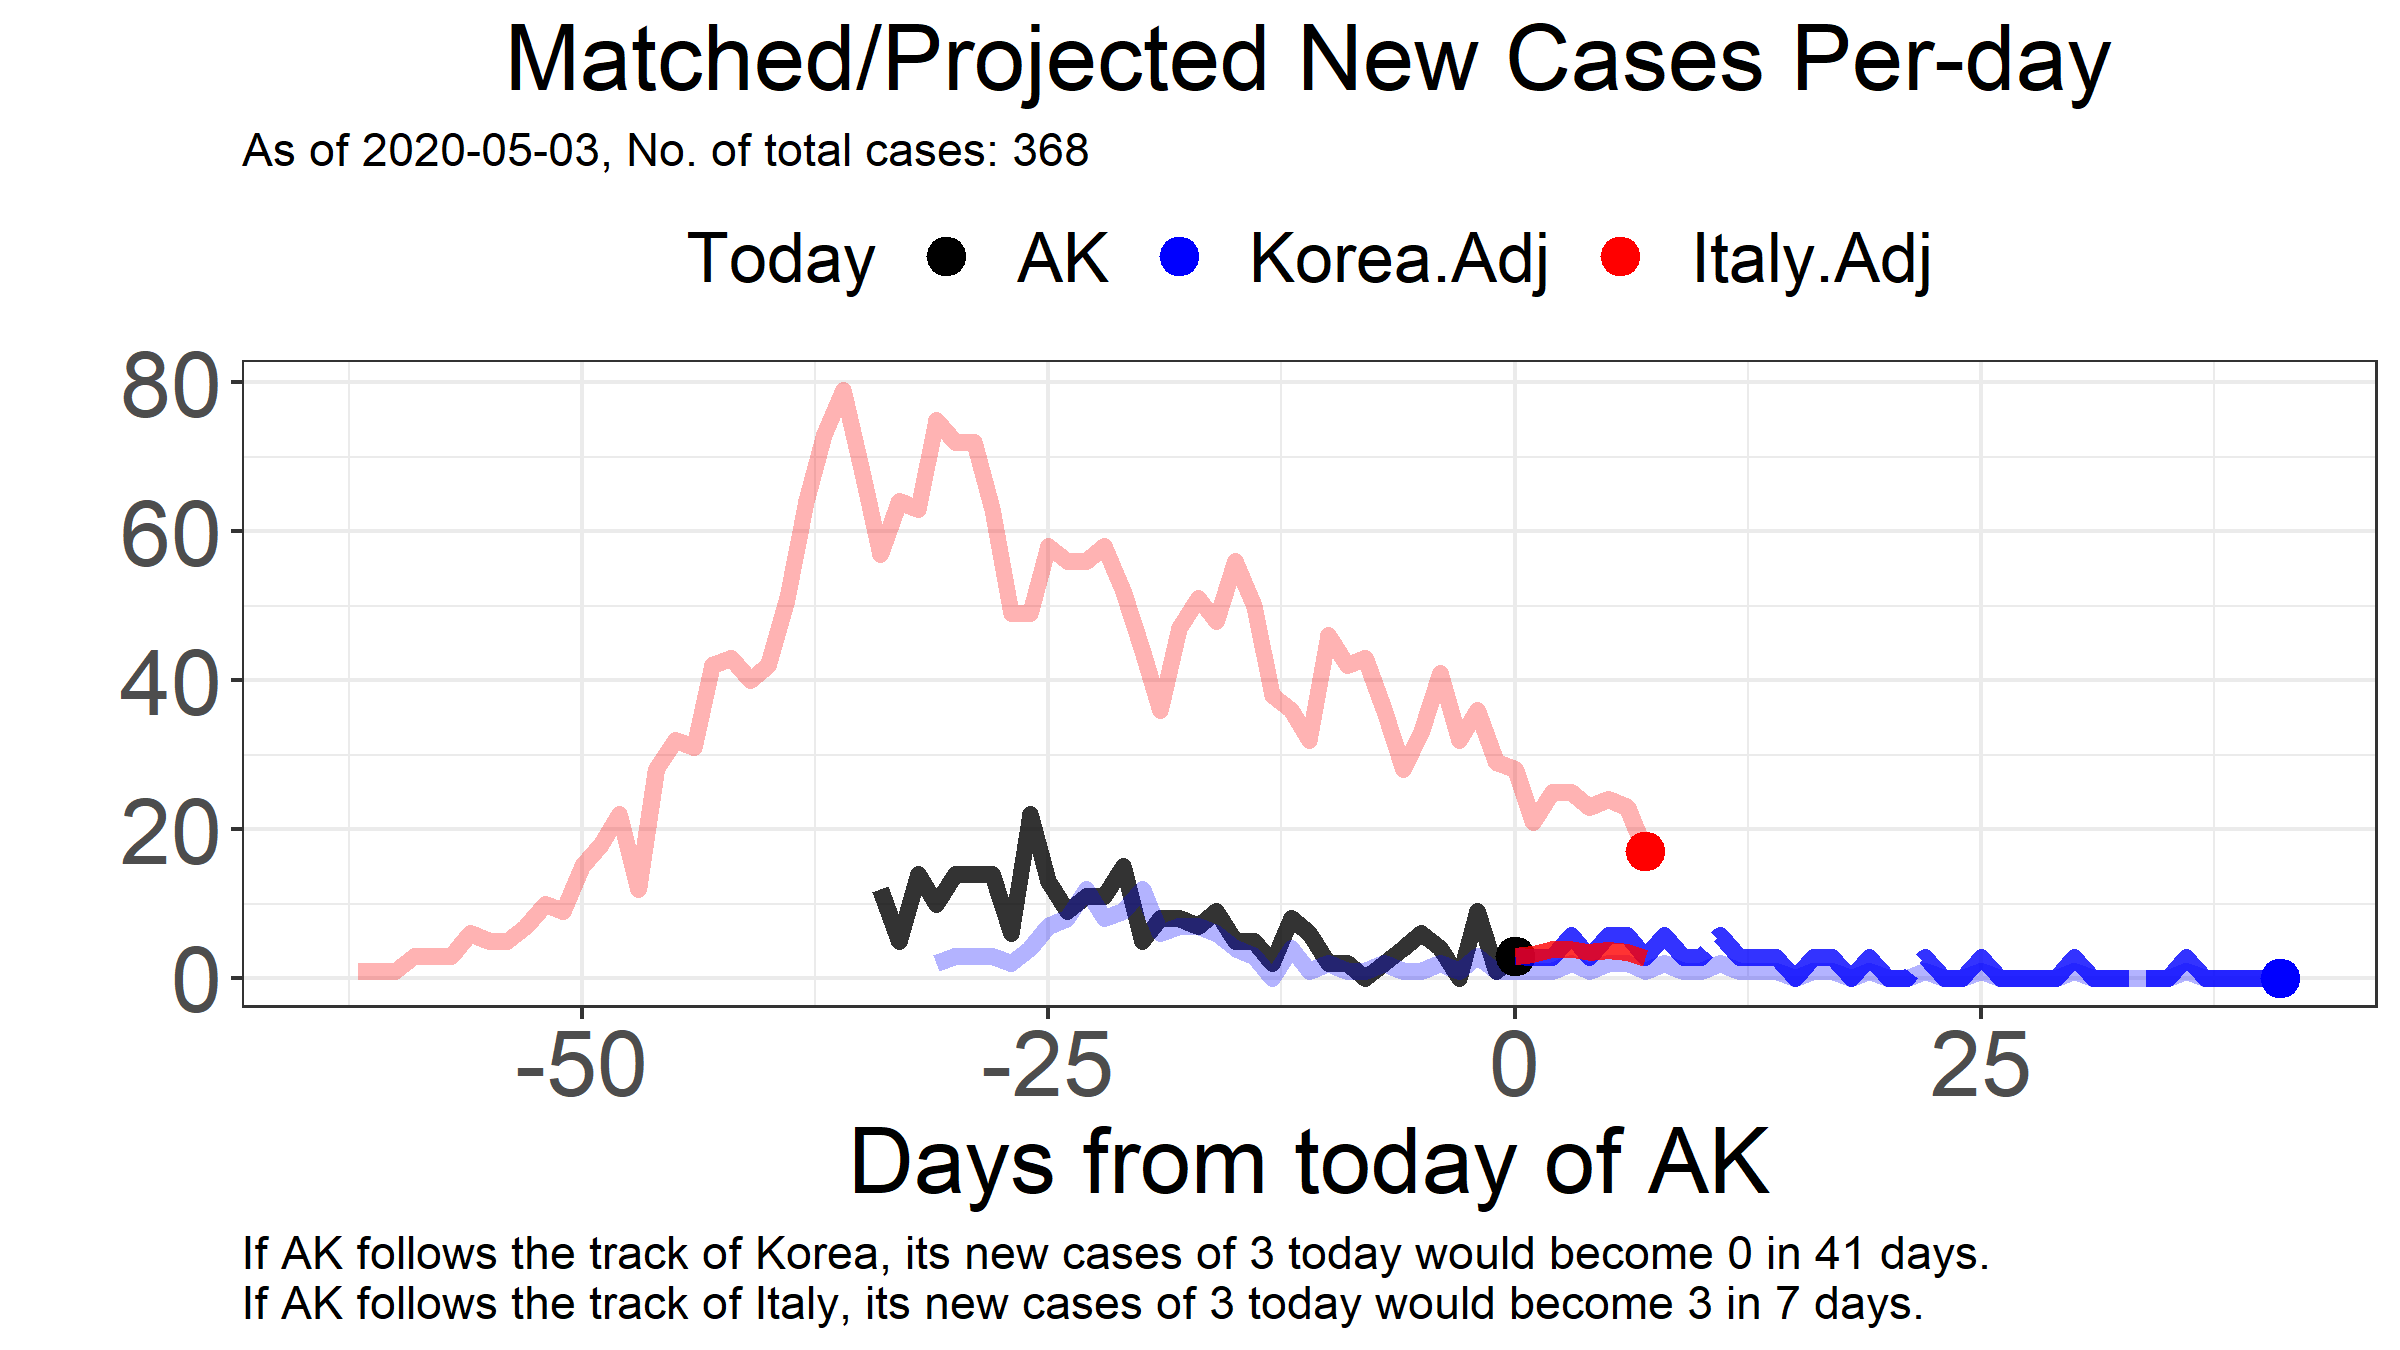 Matched/Projected New Cases Per-day
As of 2020-05-03, No. of total cases: 368
Today AK Korea.Adj Italy.Adj
80
60
40
20
0
-50 -25 0 25
Days from today of AK
If AK follows the track of Korea, its new cases of 3 today would become 0 in 41 days.
If AK follows the track of Italy, its new cases of 3 today would become 3 in 7 days.